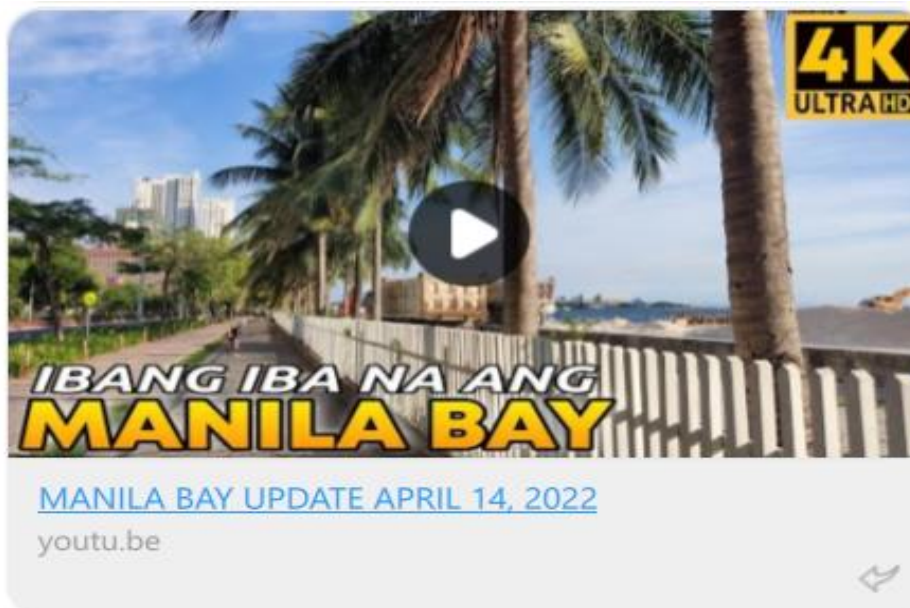 4K
ULTRA HD
IBANG IBA NA ANG
MANILA BAY
MANILA BAY UPDATE APRIL 14, 2022
youtu.be